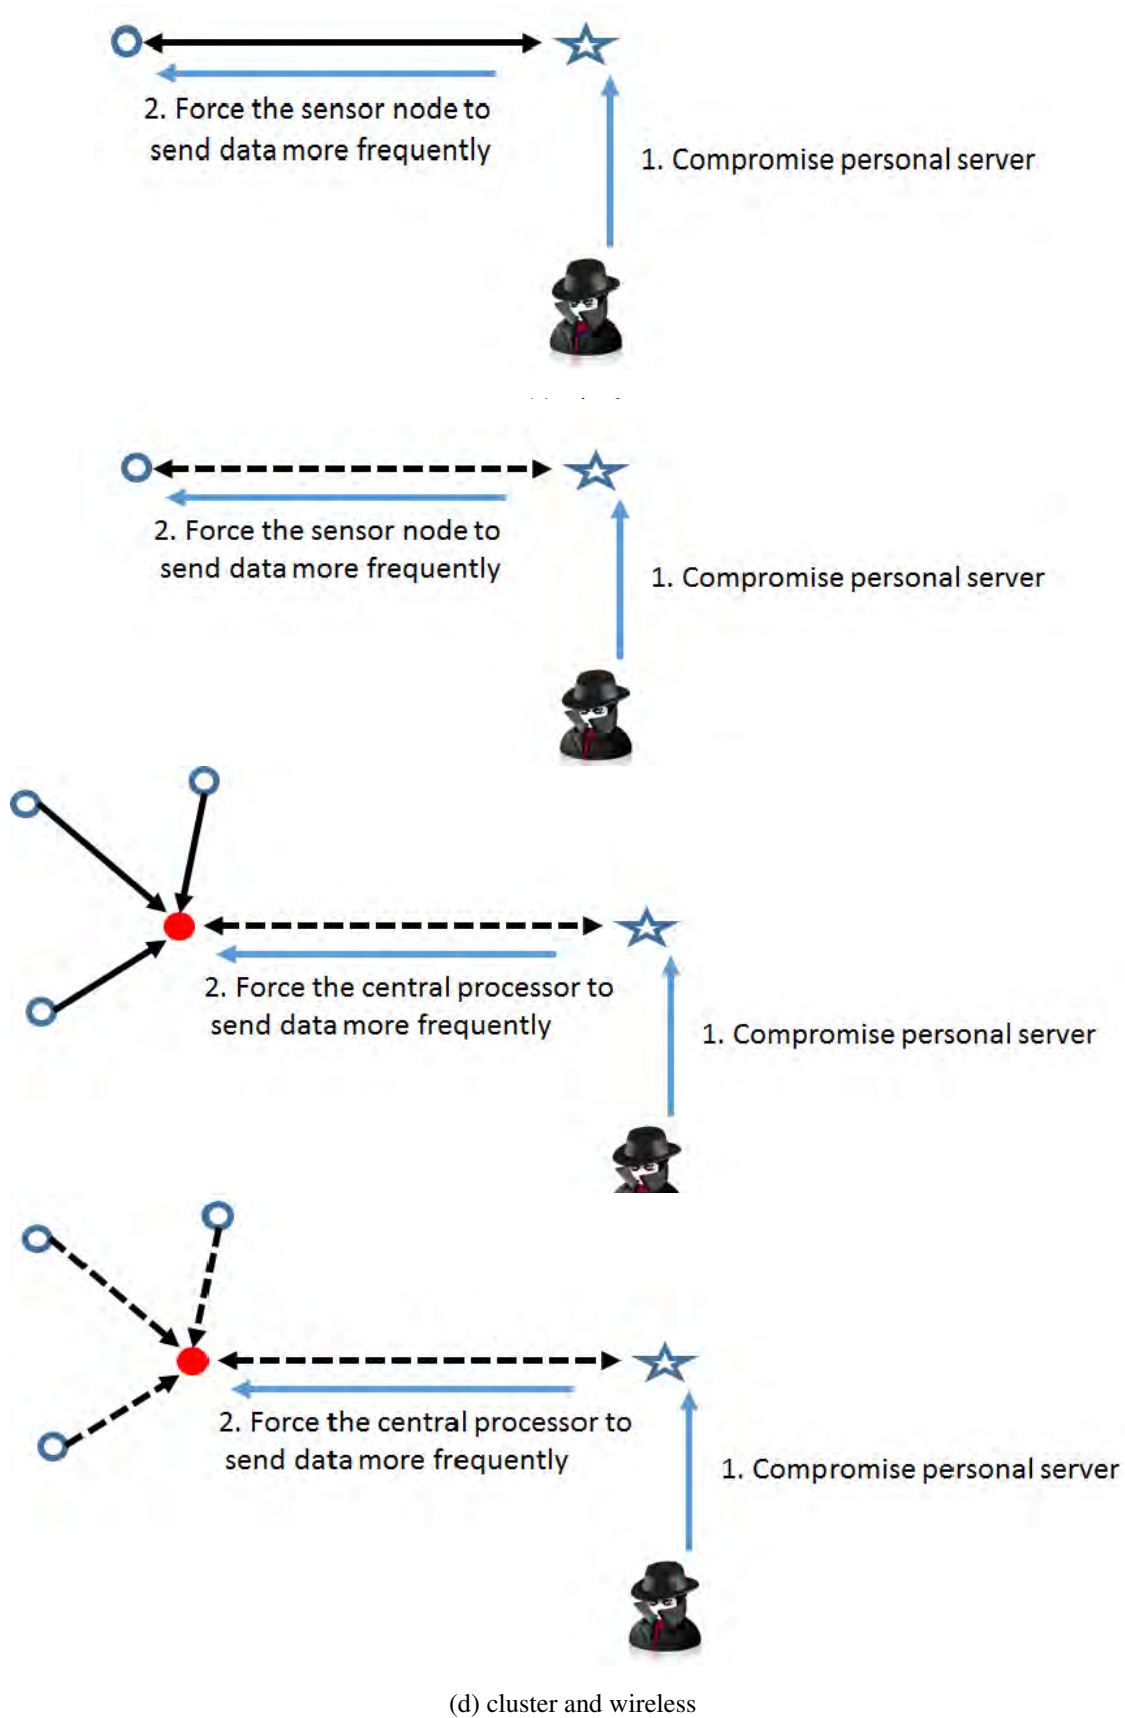 2. Force the sensor node to
send data more frequently
1. Compromise personal server
2. Force the sensor node to
send data more frequently
1. Compromise personal server
2. Force the central processor to
send data more frequently
1. Compromise personal server
2. Force the central processor to
send data more frequently
1. Compromise personal server
(d) cluster and wireless